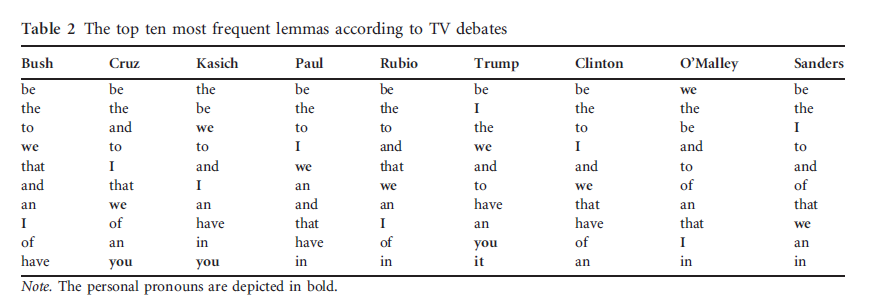 Table 2 The top ten most frequent lemmas according to TV debates
Bush Cruz Kasich Paul Rubio Trump Clinton O'Malley Sanders
be be the be be be be we be
the the be the the I the the the
to and we to to the to be I
we to to I and we I and to
that I and we that and and to and
and that I an we to we of of
an we an and an have that an that
I of have that I an have that we
of an in have of you of I an
have you you in in it an in in
Note. The personal pronouns are depicted in bold.